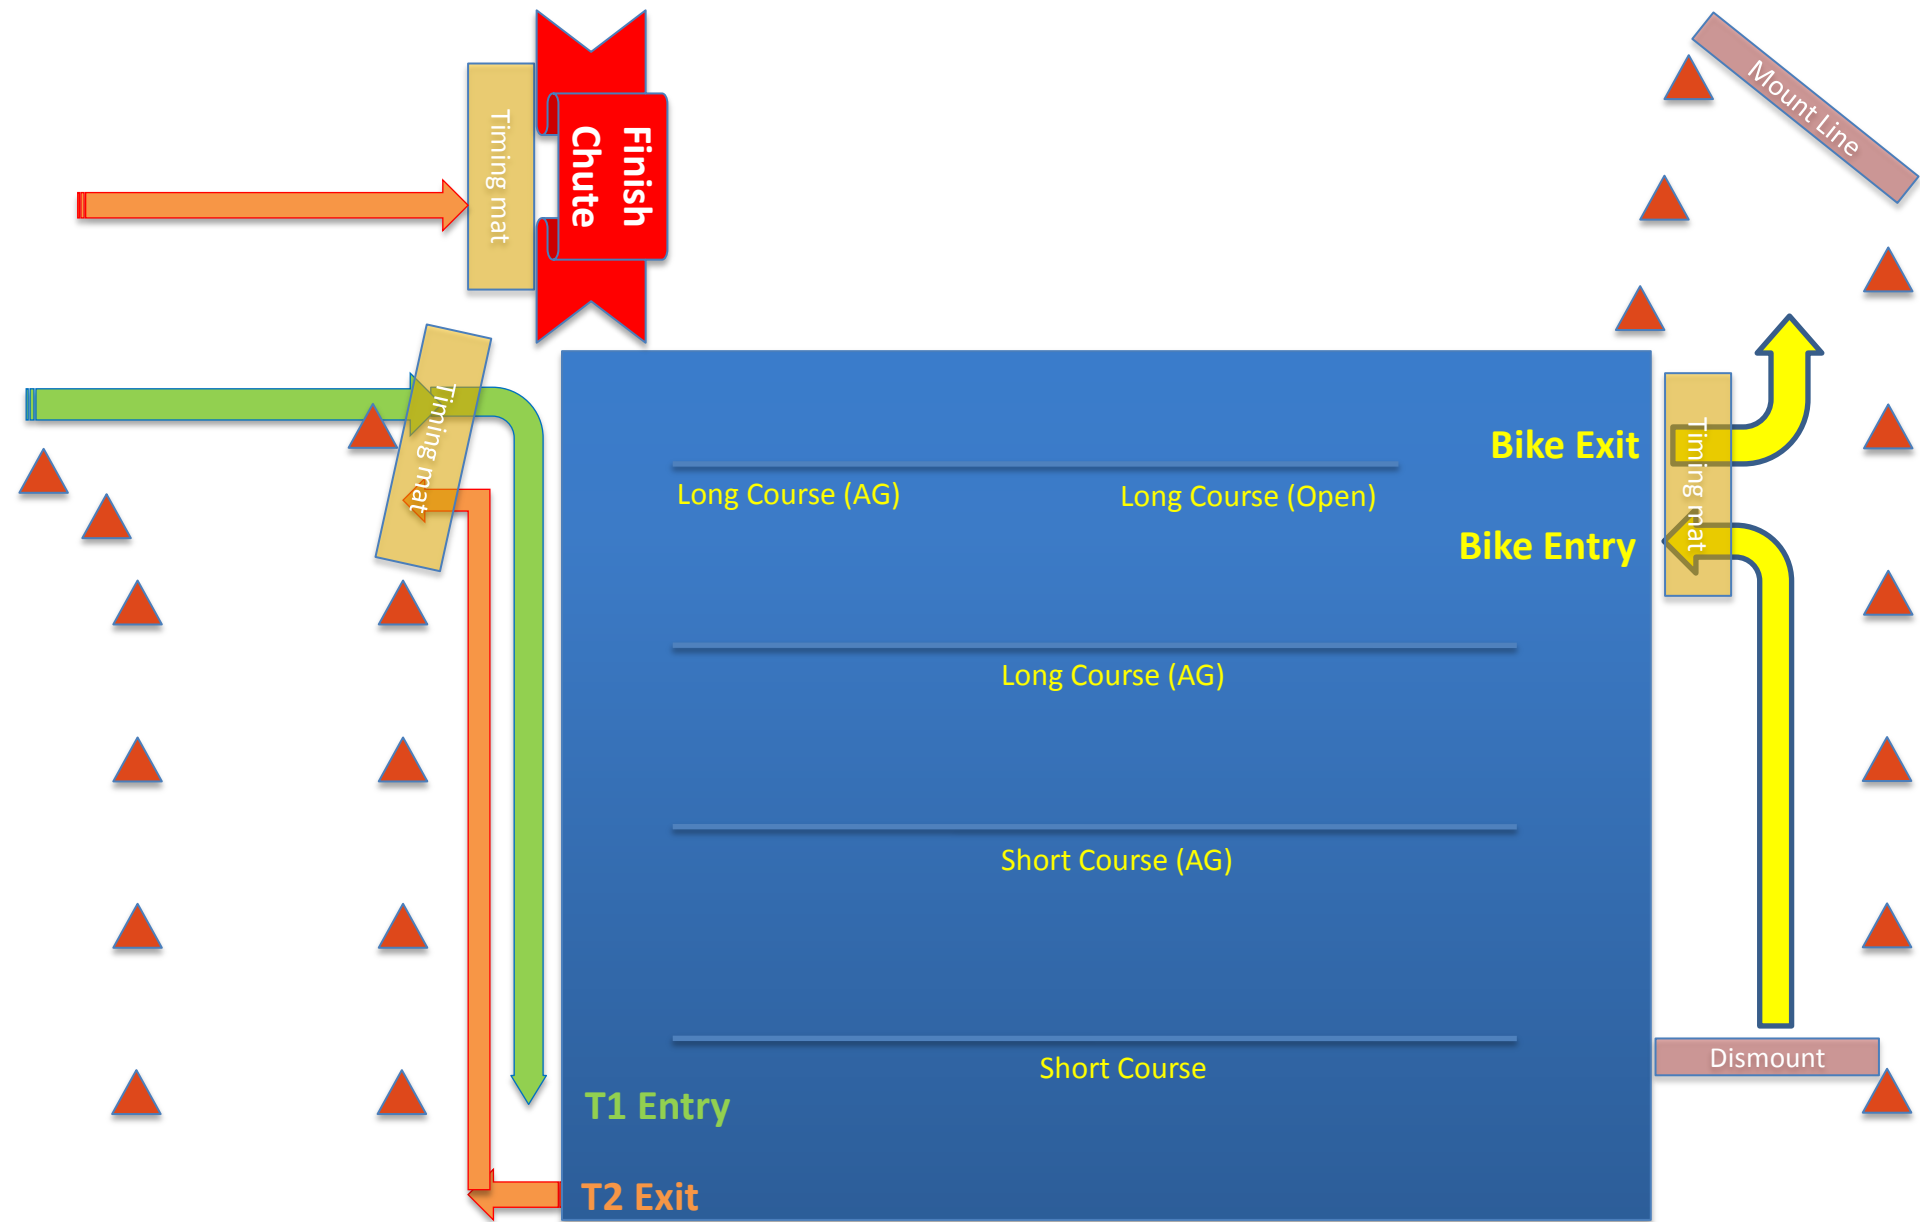 Finish
Chute
Timing mat
Mount Line
Timing mat
Bike Exit
Timing mat
Long Course (AG)
Long Course (Open)
Bike Entry
Long Course (AG)
Short Course (AG)
Short Course
Dismount
T1 Entry
T2 Exit